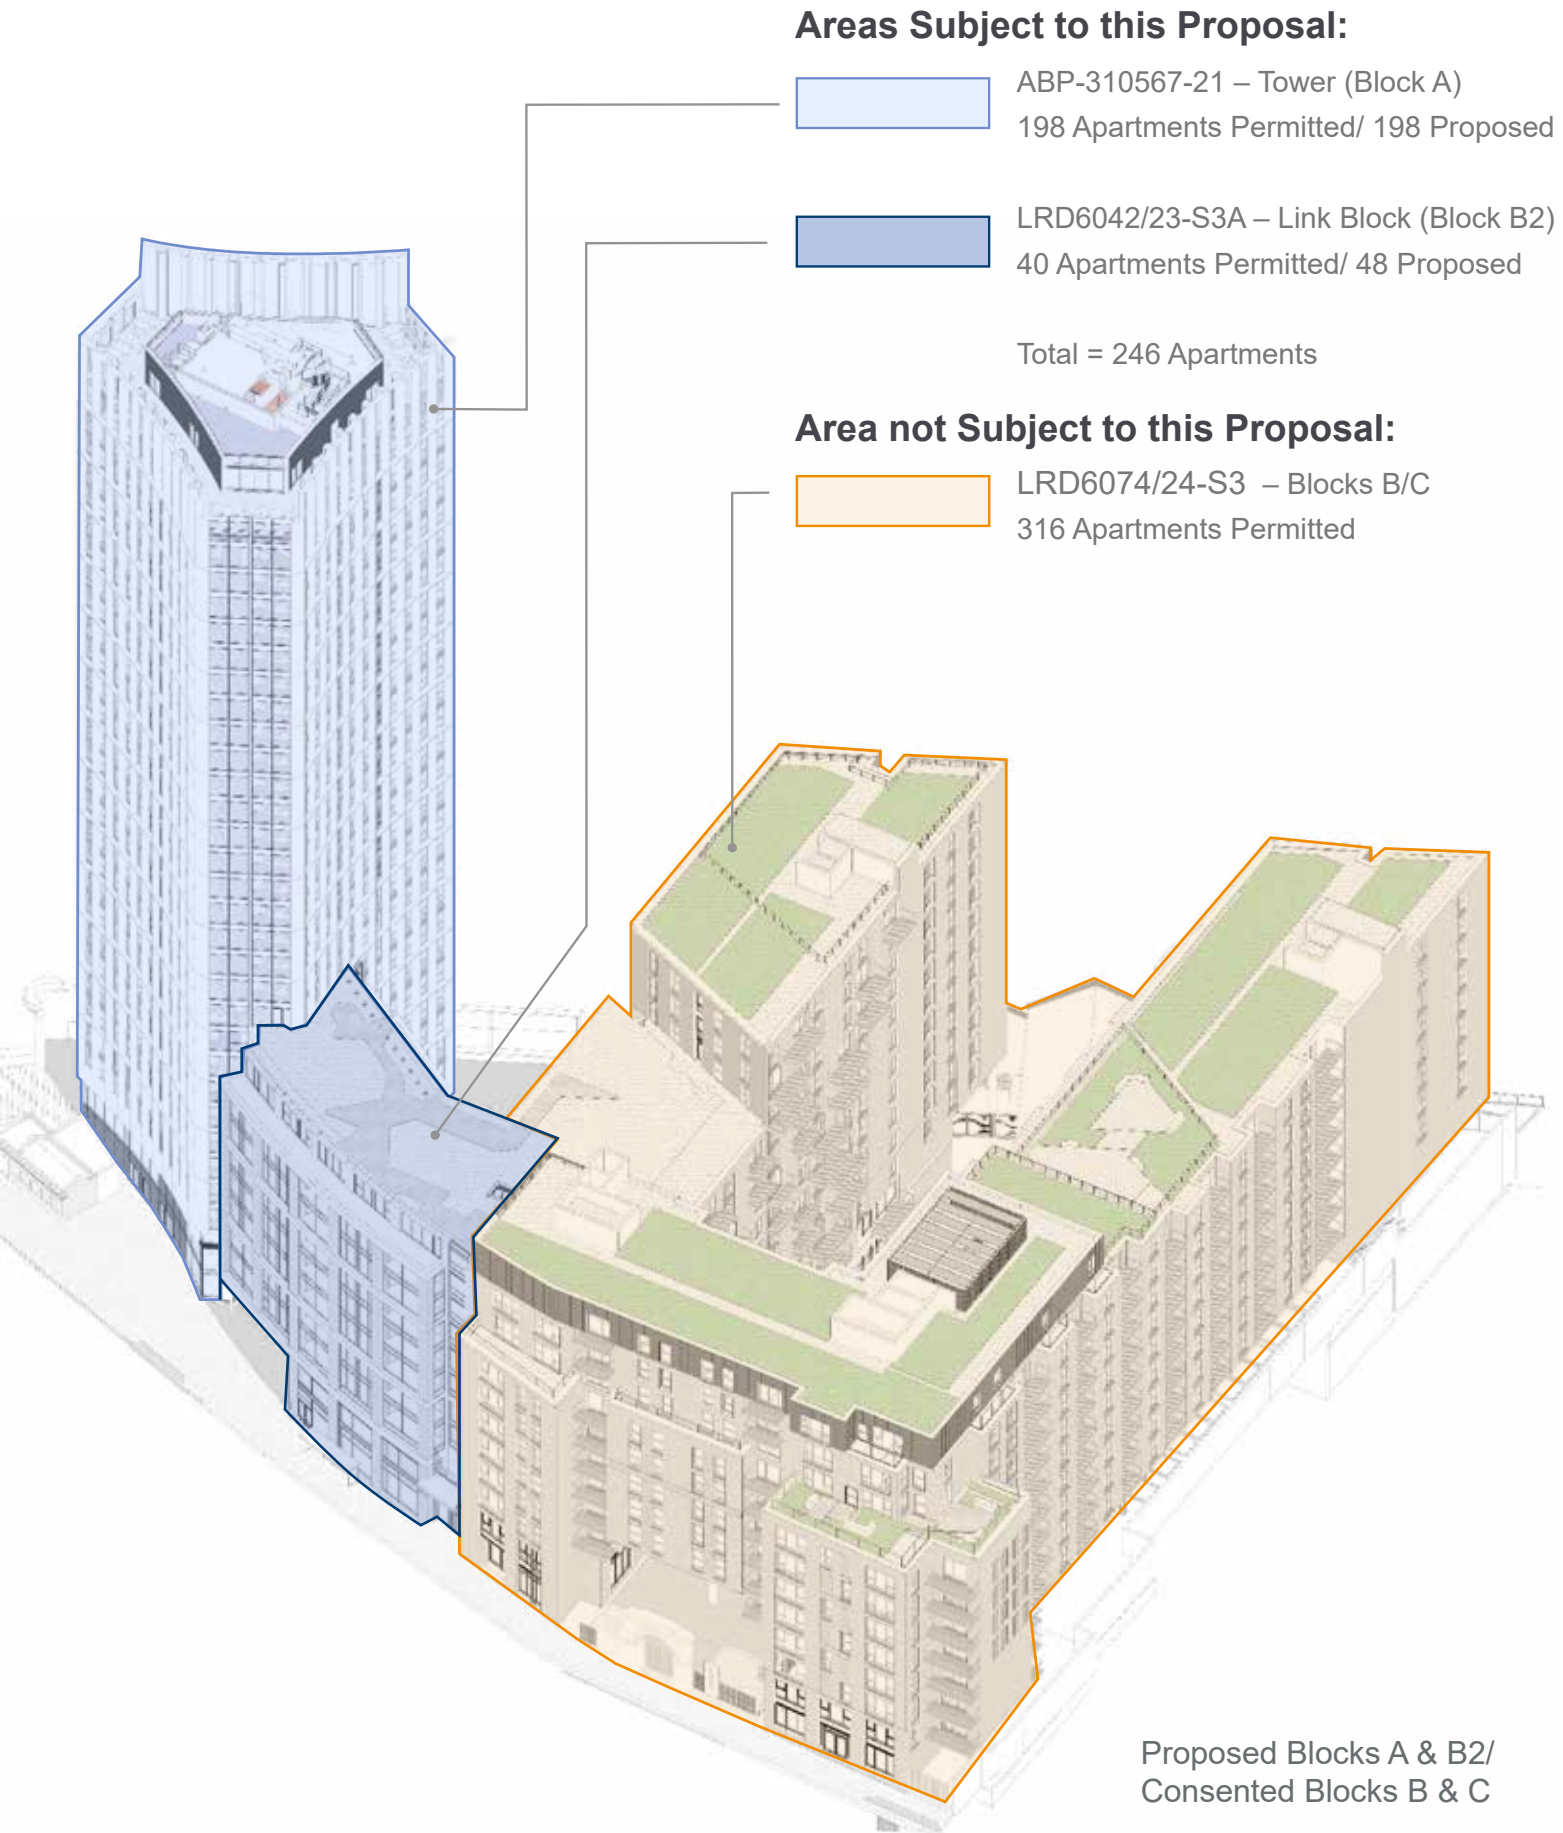 Areas Subject to this Proposal:
ABP-310567-21 – Tower (Block A)
198 Apartments Permitted/ 198 Proposed
LRD6042/23-S3A – Link Block (Block B2)
40 Apartments Permitted/ 48 Proposed
Total = 246 Apartments
Area not Subject to this Proposal:
LRD6074/24-S3 – Blocks B/C
316 Apartments Permitted
Proposed Blocks A & B2/
Consented Blocks B & C